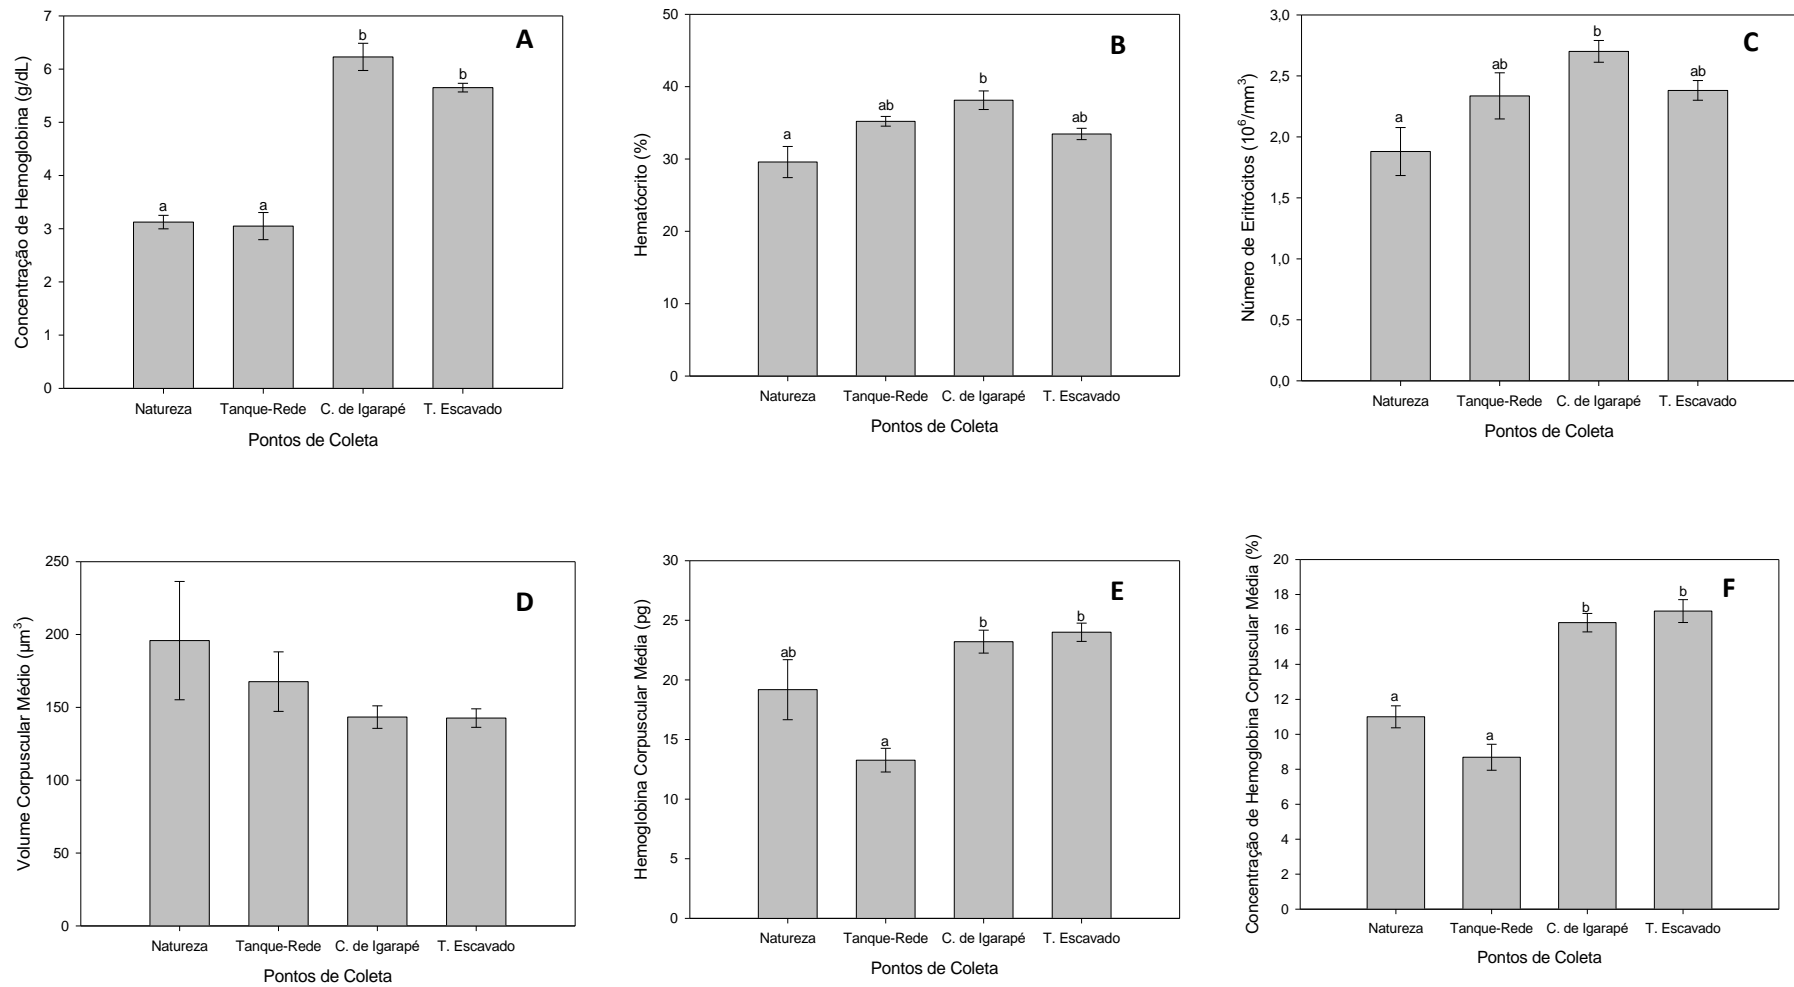 A
Concentração de Hemoglobina (g/dL)
7
6
5
4
3
2
1
0
a
a
b
b
Natureza
Tanque-Rede
C. de Igarapé
T. Escavado
Pontos de Coleta
B
Hematócrito (%)
50
40
30
20
10
0
a
ab
b
ab
Natureza
Tanque-Rede
C. de Igarapé
T. Escavado
Pontos de Coleta
C
Número de Eritrócitos (10⁶/mm³)
3,0
2,5
2,0
1,5
1,0
0,5
0,0
a
ab
b
ab
Natureza
Tanque-Rede
C. de Igarapé
T. Escavado
Pontos de Coleta
D
Volume Corpuscular Médio (µm³)
250
200
150
100
50
0
Natureza
Tanque-Rede
C. de Igarapé
T. Escavado
Pontos de Coleta
E
Hemoglobina Corpuscular Média (pg)
30
25
20
15
10
5
0
ab
a
b
b
Natureza
Tanque-Rede
C. de Igarapé
T. Escavado
Pontos de Coleta
F
Concentração de Hemoglobina Corpuscular Média (%)
20
18
16
14
12
10
8
6
4
2
0
a
a
b
b
Natureza
Tanque-Rede
C. de Igarapé
T. Escavado
Pontos de Coleta